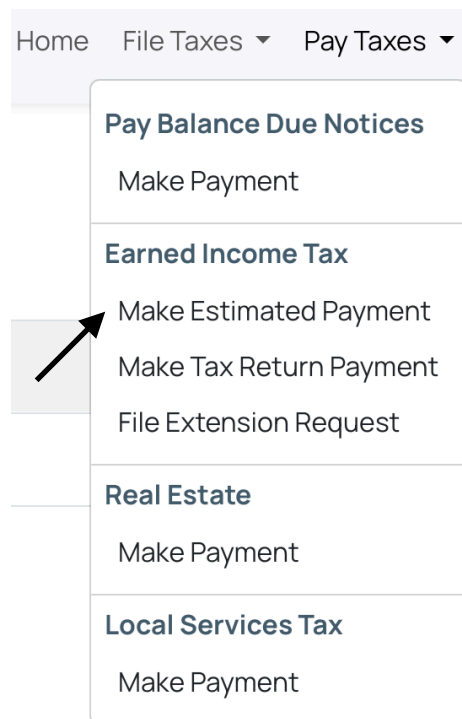 Home File Taxes Pay Taxes
Pay Balance Due Notices
Make Payment
Earned Income Tax
Make Estimated Payment
Make Tax Return Payment
File Extension Request
Real Estate
Make Payment
Local Services Tax
Make Payment